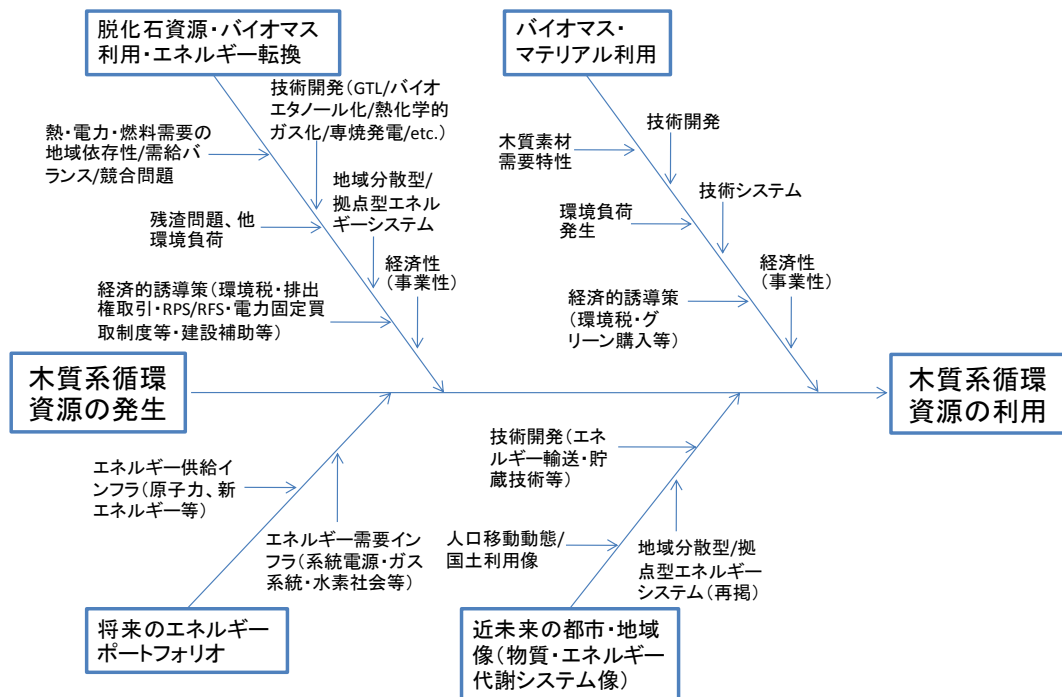 脱化石資源・バイオマス
利用・エネルギー転換
バイオマス・
マテリアル利用
技術開発(GTL/バイオ
エタノール化/熱化学的
ガス化/専焼発電/etc.)
熱・電力・燃料需要の
地域依存性/需給バ
ランス/競合問題
地域分散型/
拠点型エネル
ギーシステム
残渣問題、他
環境負荷
経済性
(事業性)
経済的誘導策(環境税・排出
権取引・RPS/RFS・電力固定買
取制度等・建設補助等)
技術開発
木質素材
需要特性
技術システム
環境負荷
発生
経済性
(事業性)
経済的誘導策
(環境税・グ
リーン購入等)
木質系循環
資源の発生
木質系循環
資源の利用
エネルギー供給イ
ンフラ(原子力、新
エネルギー等)
エネルギー需要イン
フラ(系統電源・ガス
系統・水素社会等)
将来のエネルギー
ポートフォリオ
技術開発(エネ
ルギー輸送・貯
蔵技術等)
人口移動動態/
国土利用像
地域分散型/拠
点型エネルギー
システム(再掲)
近未来の都市・地域
像(物質・エネルギー
代謝システム像)